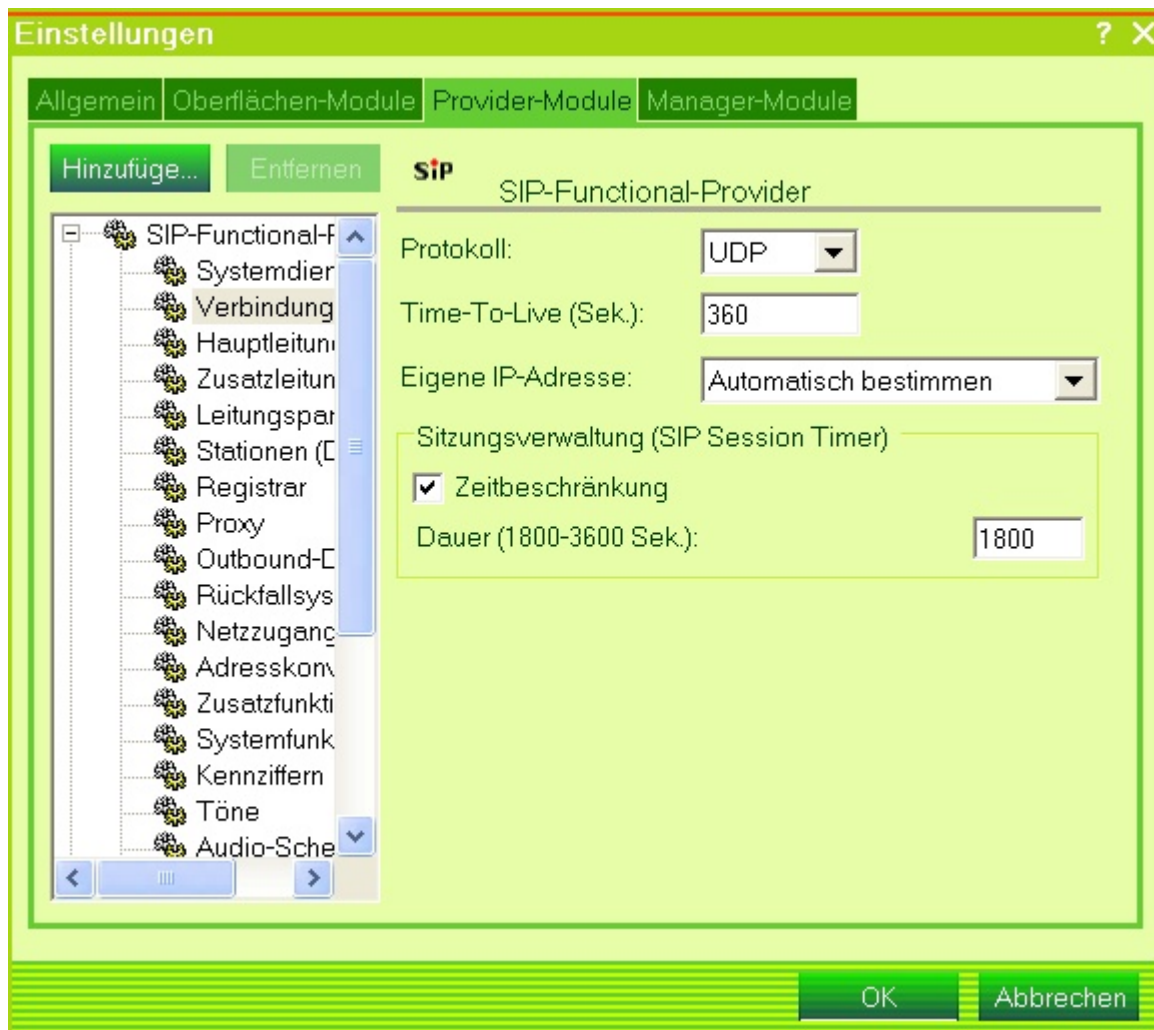 Einstellungen
?
Allgemein Oberflächen-Module Provider-Module Manager-Module
Hinzufüge... Entfernen
SIP
SIP-Functional-Provider
SIP-Functional-F
Systemdien
Verbindung
Hauptleitun
Zusatzleitun
Leitungspar
Stationen (D
Registrar
Proxy
Outbound-D
Rückfallsys
Netzzugang
Adresskonv
Zusatzfunkti
Systemfunk
Kennziffern
Töne
Audio-Sche
Protokoll: UDP
Time-To-Live (Sek.): 360
Eigene IP-Adresse: Automatisch bestimmen
Sitzungsverwaltung (SIP Session Timer)
Zeitbeschränkung
Dauer (1800-3600 Sek.): 1800
OK Abbrechen